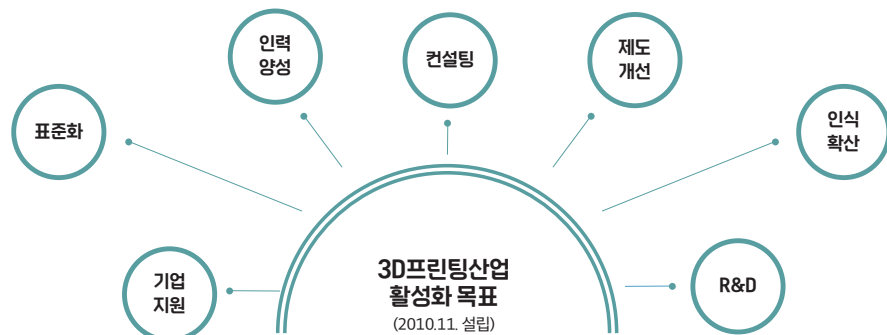 인력
양성
컨설팅
제도
개선
표준화
인식
확산
기업
지원
3D프린팅산업
활성화 목표
(2010.11. 설립)
R&D